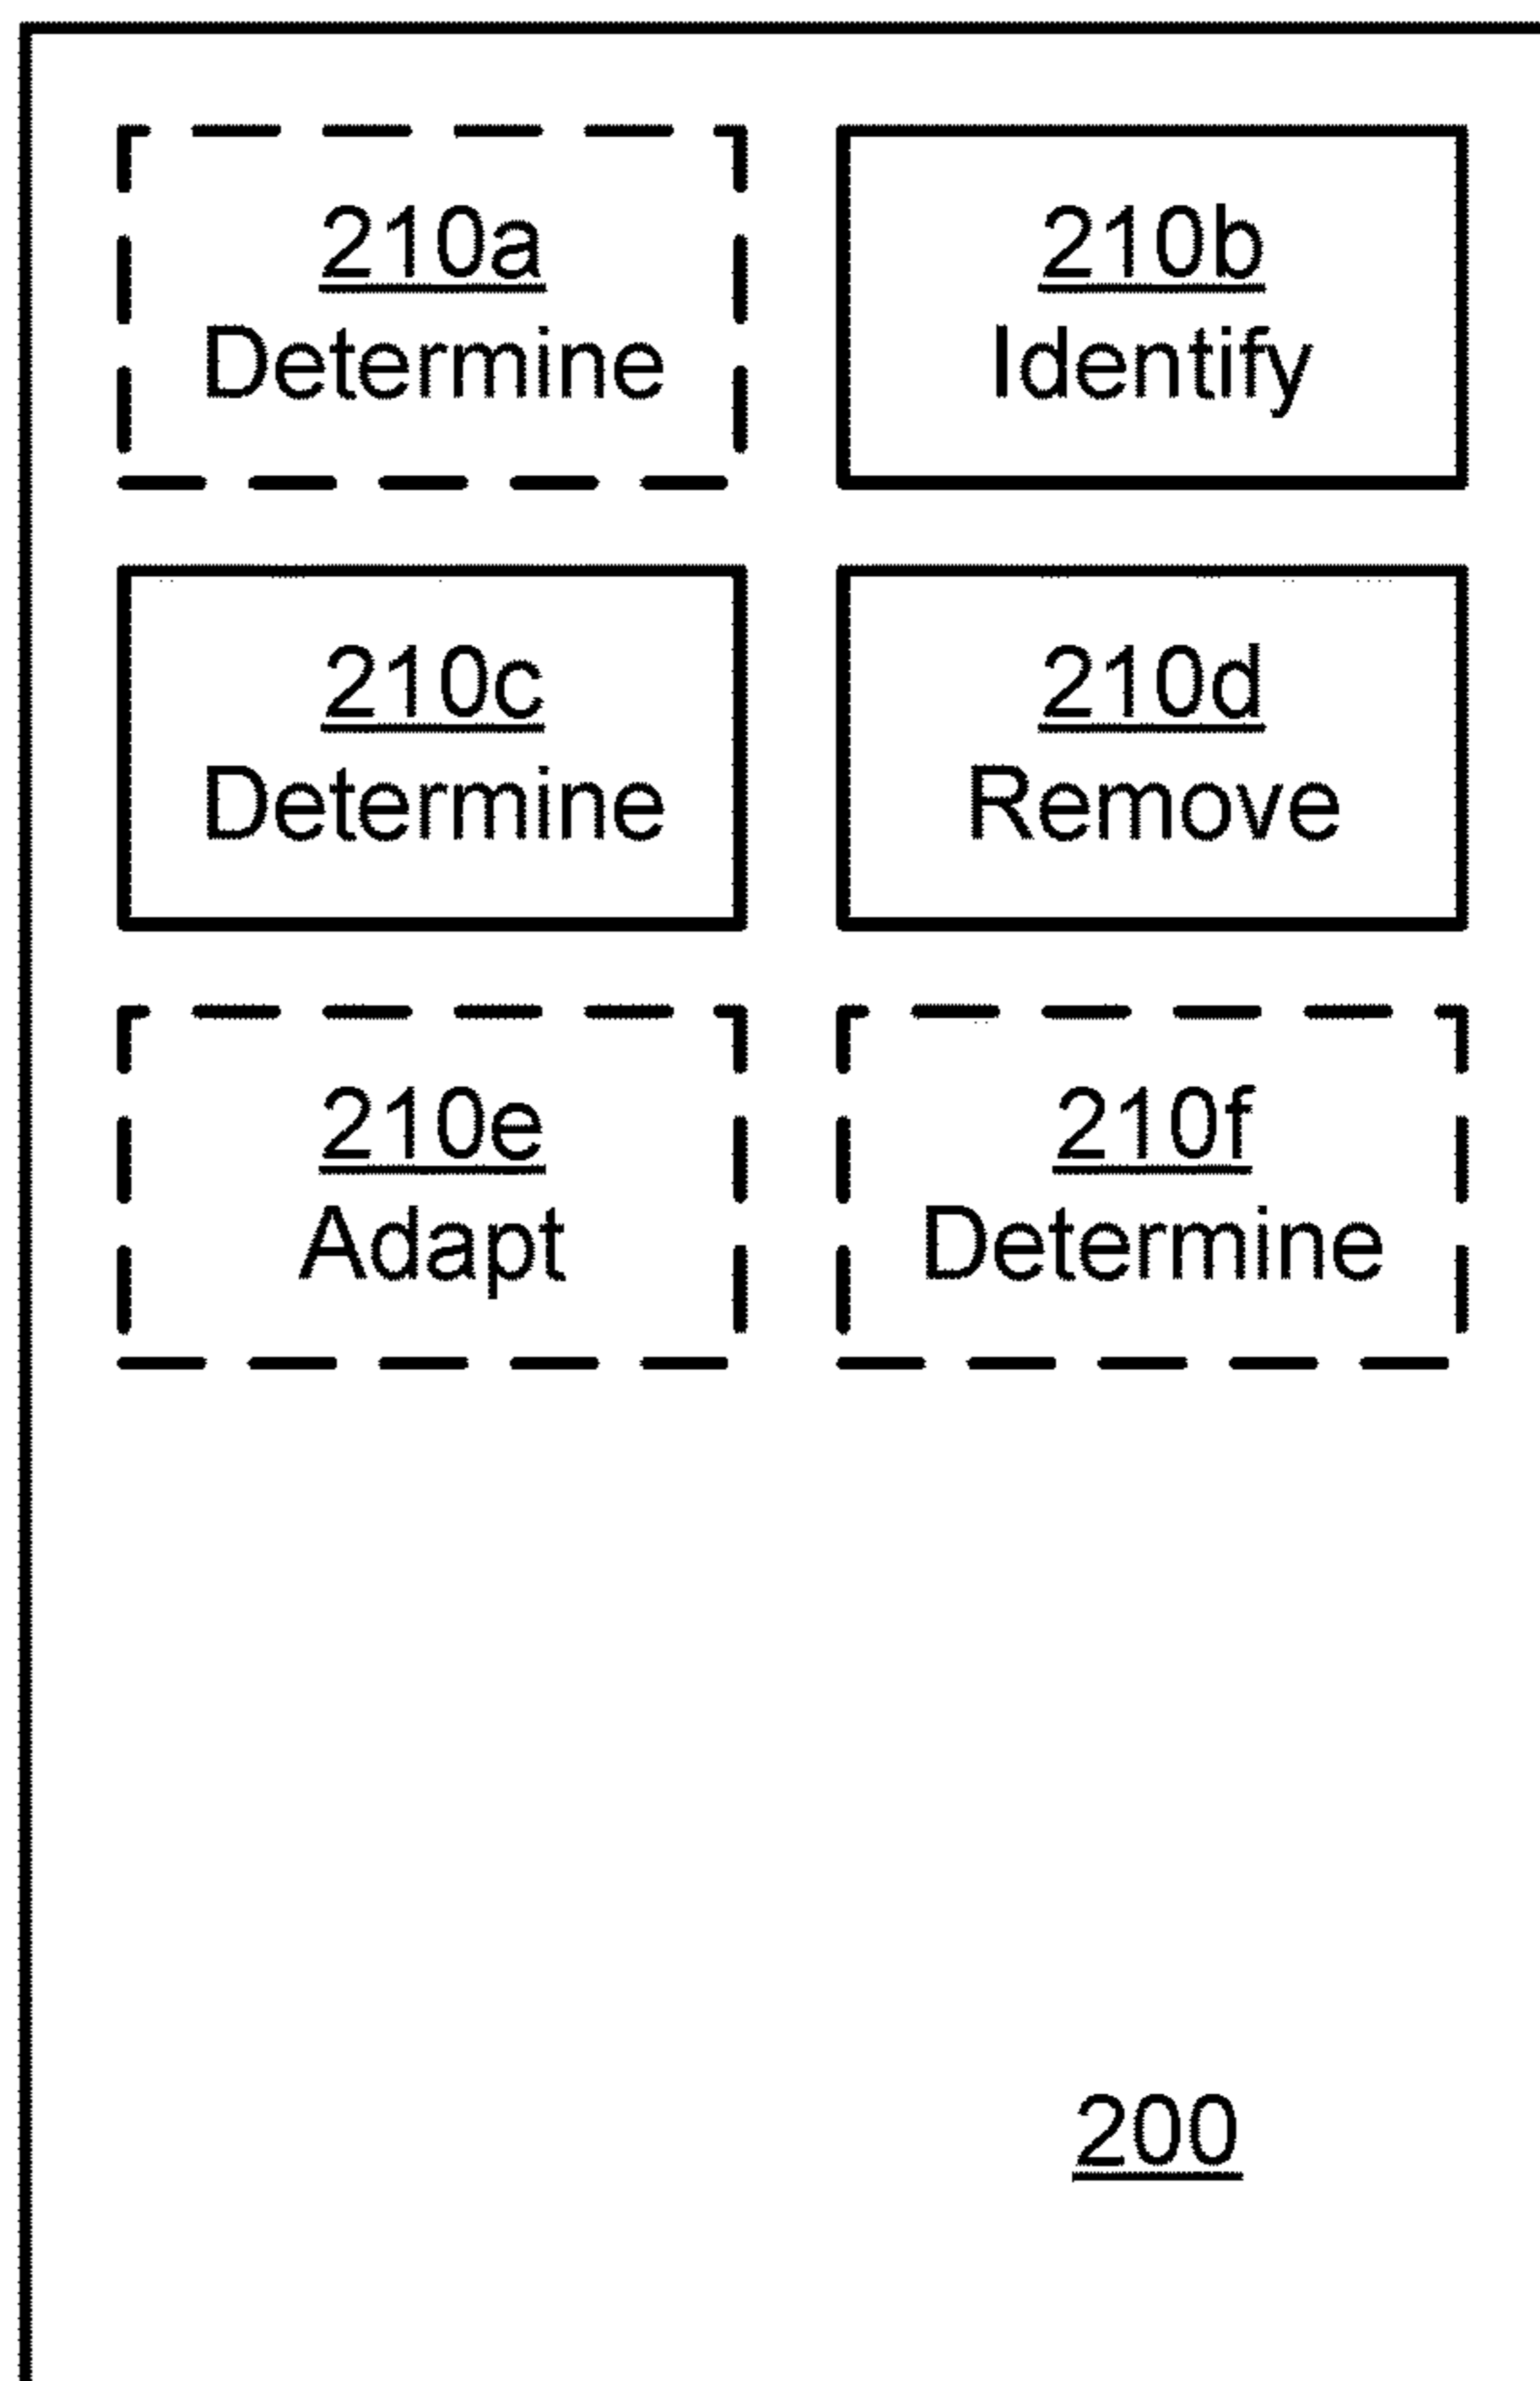 210a
Determine
210b
Identify
210c
Determine
210d
Remove
210e
Adapt
210f
Determine
200